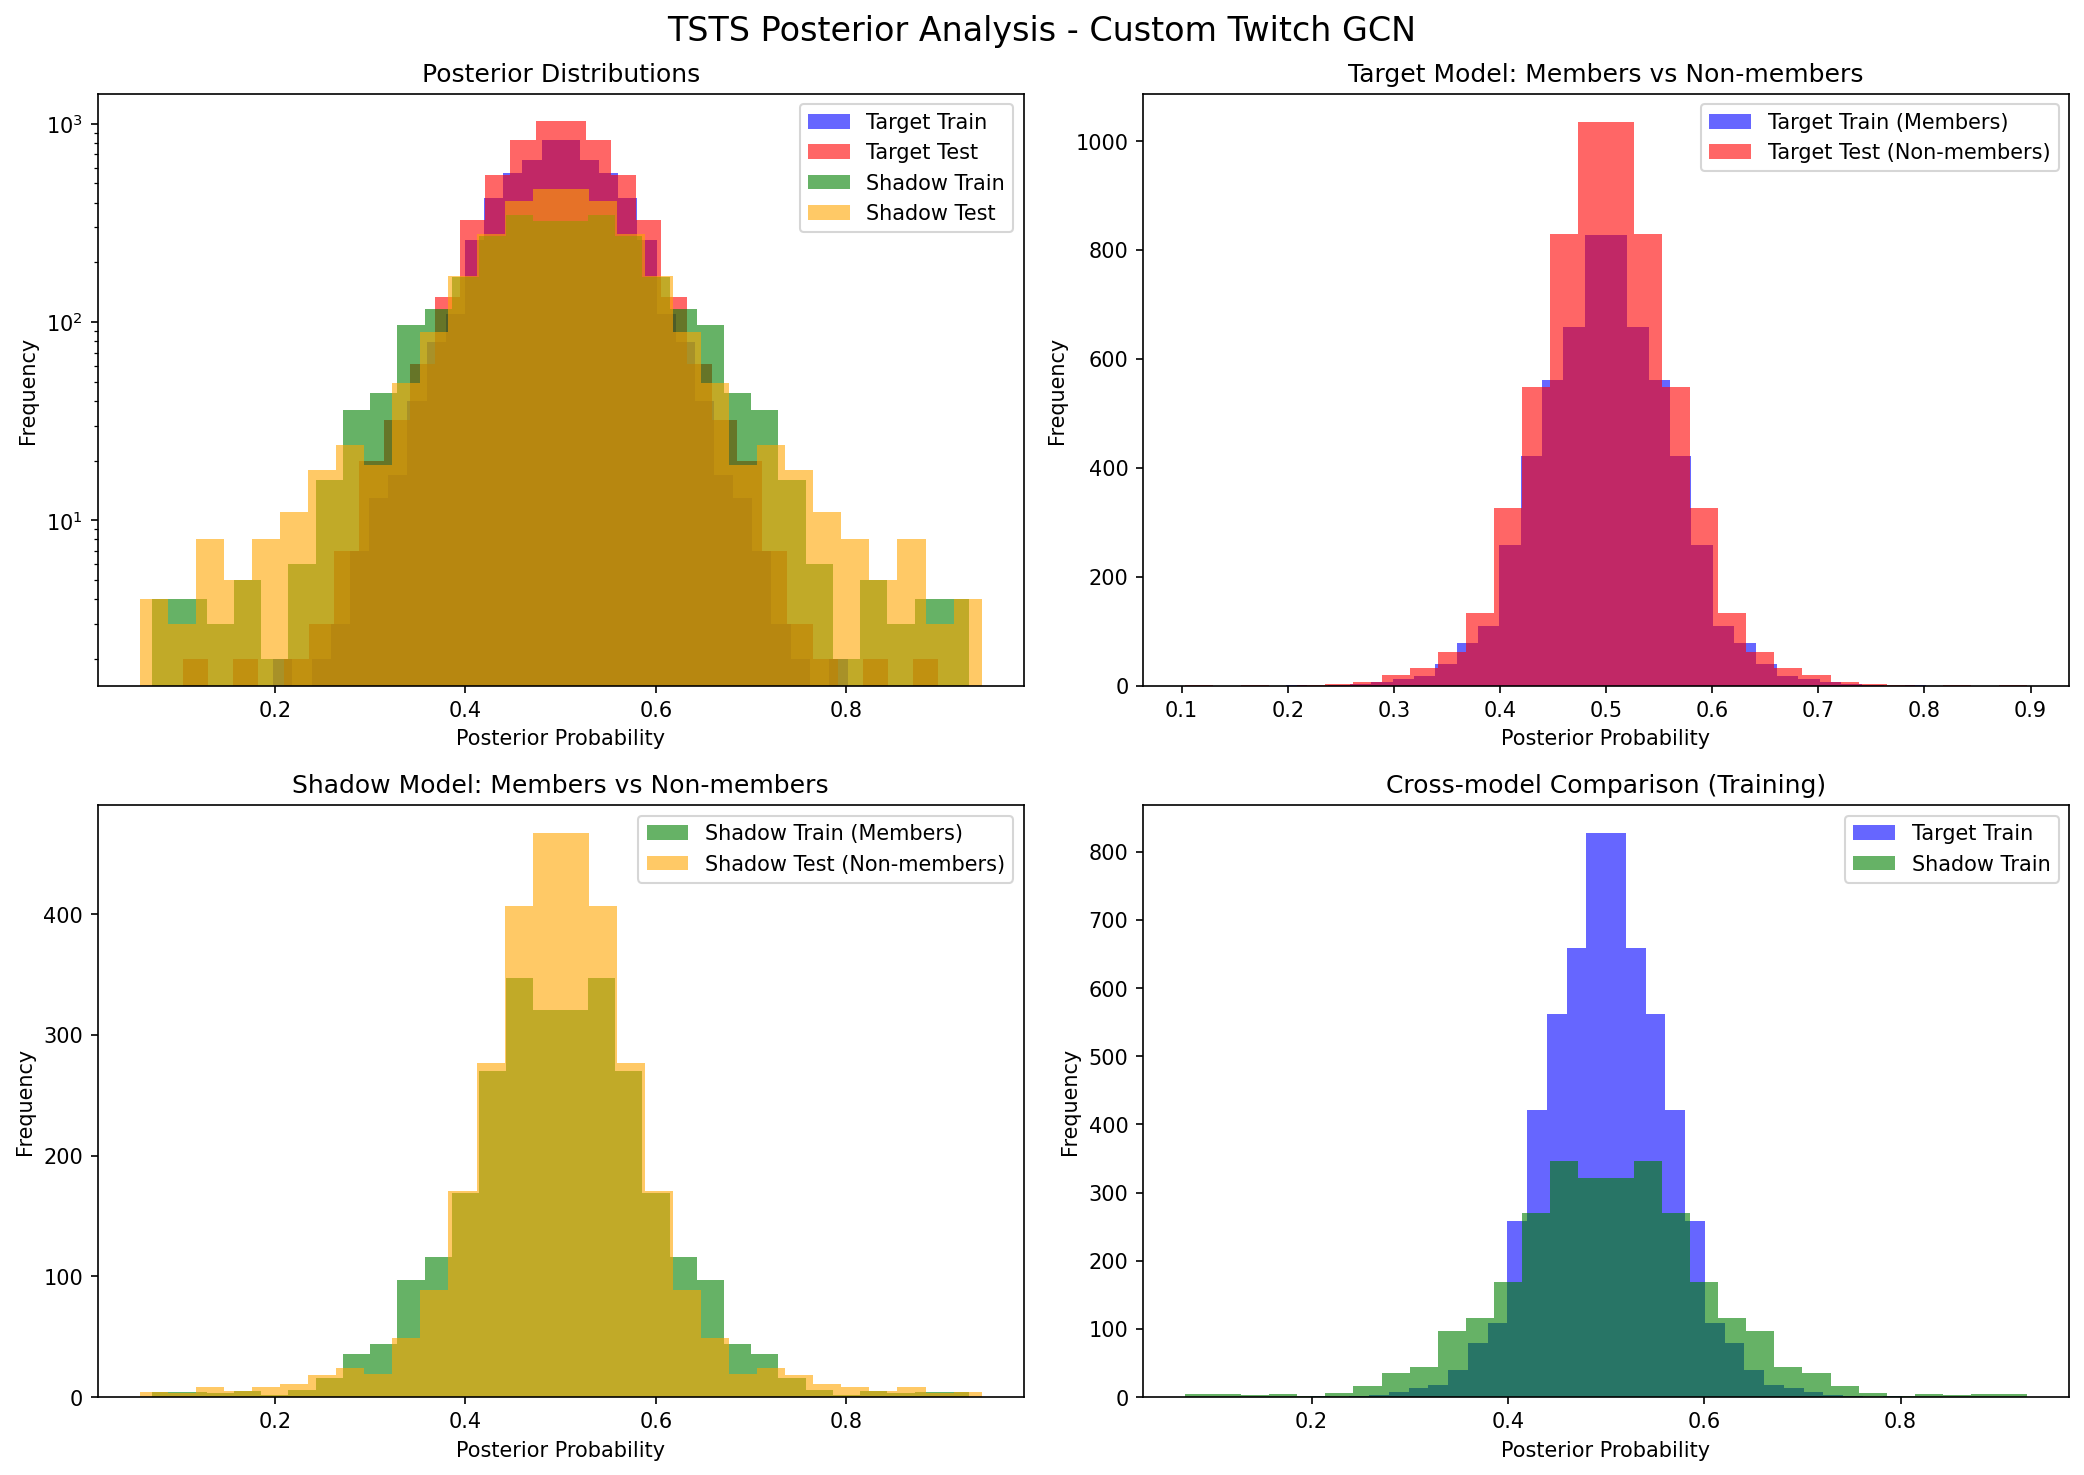 TSTS Posterior Analysis - Custom Twitch GCN
Posterior Distributions
10³
10²
10¹
Frequency
0.2 0.4 0.6 0.8
Posterior Probability
Target Train
Target Test
Shadow Train
Shadow Test
Target Model: Members vs Non-members
1000
800
600
400
200
0
Frequency
0.1 0.2 0.3 0.4 0.5 0.6 0.7 0.8 0.9
Posterior Probability
Target Train (Members)
Target Test (Non-members)
Shadow Model: Members vs Non-members
400
300
200
100
0
Frequency
0.2 0.4 0.6 0.8
Posterior Probability
Shadow Train (Members)
Shadow Test (Non-members)
Cross-model Comparison (Training)
800
700
600
500
400
300
200
100
0
Frequency
0.2 0.4 0.6 0.8
Posterior Probability
Target Train
Shadow Train